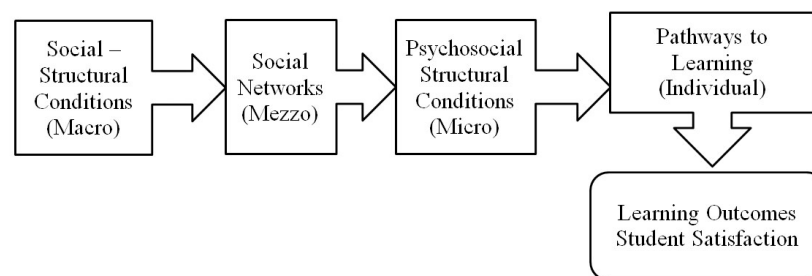 Social –
Structural
Conditions
(Macro)
Social
Networks
(Mezzo)
Psychosocial
Structural
Conditions
(Micro)
Pathways to
Learning
(Individual)
Learning Outcomes
Student Satisfaction